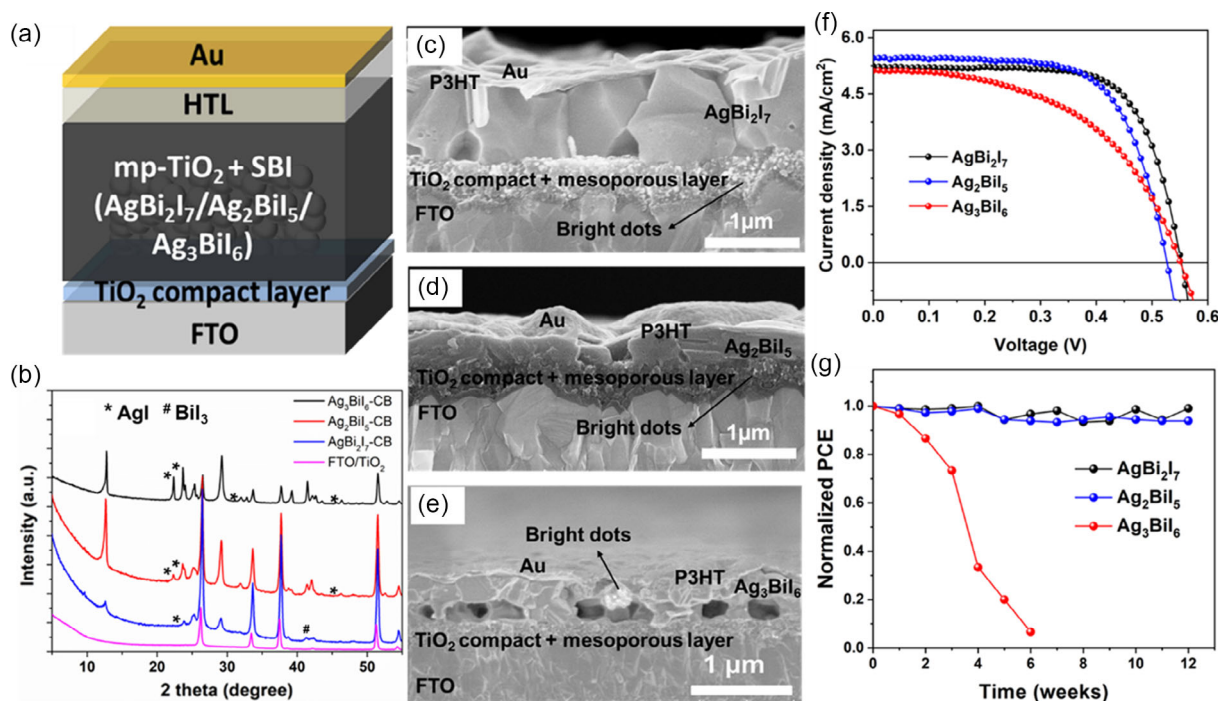 (a)
Au
HTL
mp-TiO₂ + SBI
(AgBi₂I₇/Ag₂BiI₅/
Ag₃BiI₆)
TiO₂ compact layer
FTO
(b)
* AgI # BiI₃
Ag₃BiI₆-CB
Ag₂BiI₅-CB
AgBi₂I₇-CB
FTO/TiO₂
* *
* *
* *
* *
*
#
Intensity (a.u.)
10 20 30 40 50
2 theta (degree)
(c)
Au
P3HT
AgBi₂I₇
TiO₂ compact + mesoporous layer
FTO
Bright dots
1µm
(d)
Au
P3HT
Ag₂BiI₅
TiO₂ compact + mesoporous layer
FTO
Bright dots
1µm
(e)
Bright dots
Au
P3HT
Ag₃BiI₆
TiO₂ compact + mesoporous layer
FTO
1 µm
(f)
Current density (mA/cm²)
6.0
4.5
3.0
1.5
0.0
AgBi₂I₇
Ag₂BiI₅
Ag₃BiI₆
0.0 0.1 0.2 0.3 0.4 0.5 0.6
Voltage (V)
(g)
Normalized PCE
1.0
0.8
0.6
0.4
0.2
0.0
AgBi₂I₇
Ag₂BiI₅
Ag₃BiI₆
0 2 4 6 8 10 12
Time (weeks)